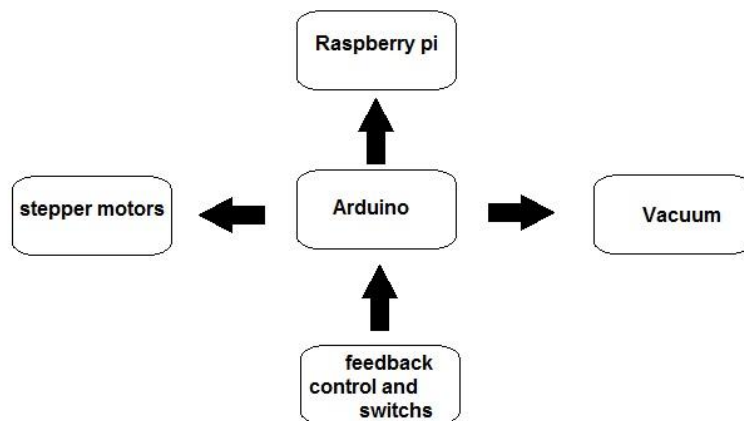 Raspberry pi
stepper motors
Arduino
Vacuum
feedback
control and
switchs